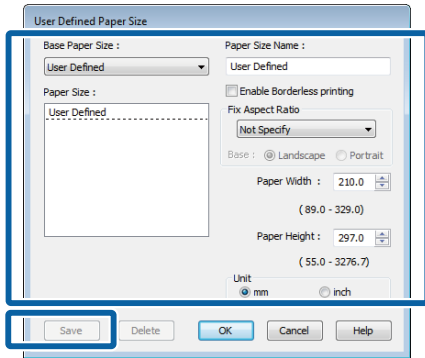 User Defined Paper Size
Base Paper Size :
User Defined
Paper Size :
User Defined
Paper Size Name :
User Defined
Enable Borderless printing
Fix Aspect Ratio
Not Specify
Base : Landscape Portrait
Paper Width : 210.0
( 89.0 - 329.0)
Paper Height : 297.0
( 55.0 - 3276.7)
Unit
mm inch
Save Delete OK Cancel Help